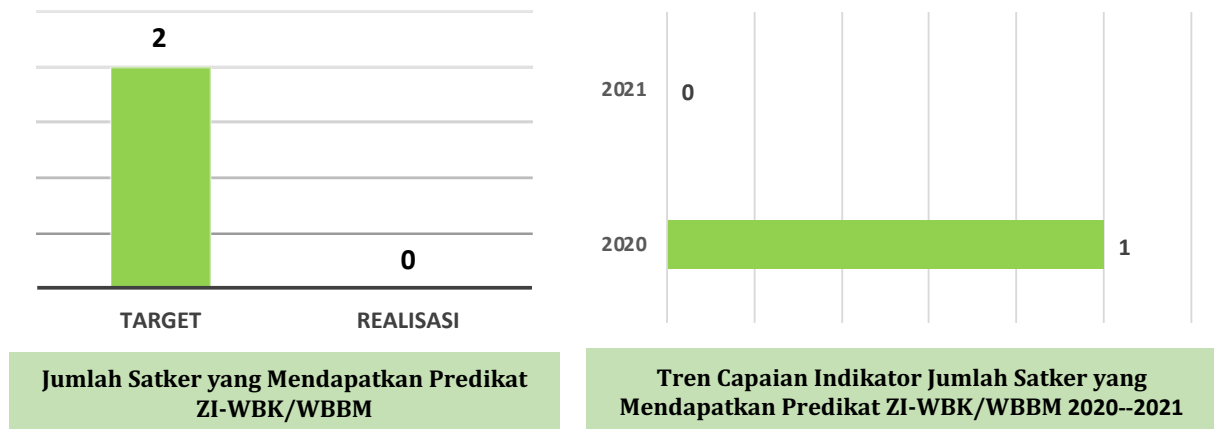 2
0
TARGET REALISASI
Jumlah Satker yang Mendapatkan Predikat
ZI-WBK/WBBM
2021 0
2020 1
Tren Capaian Indikator Jumlah Satker yang
Mendapatkan Predikat ZI-WBK/WBBM 2020--2021